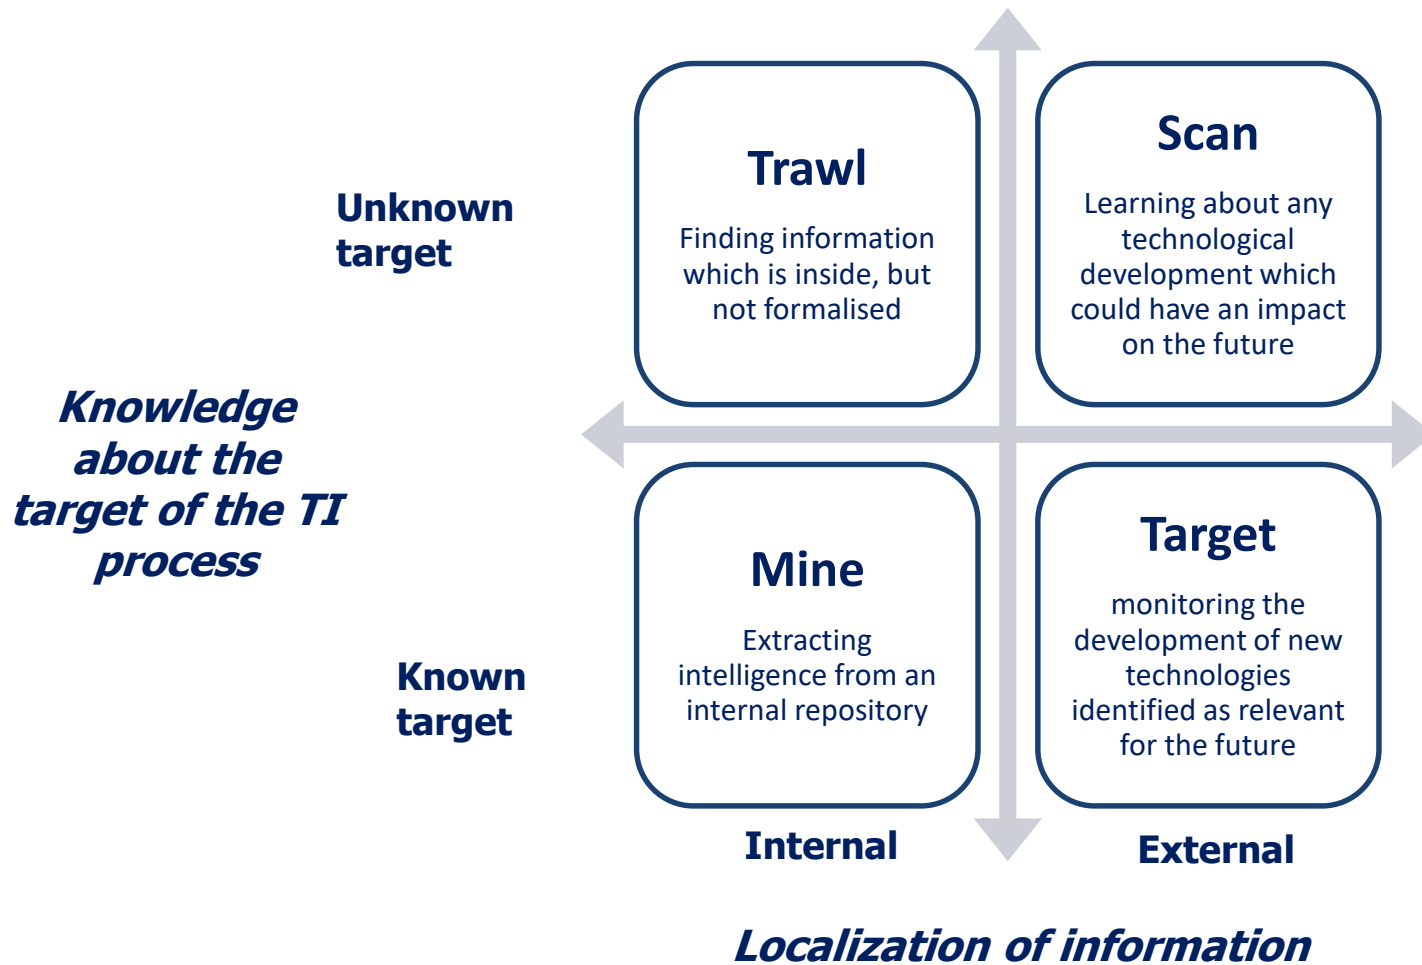 Trawl
Finding information
which is inside, but
not formalised
Scan
Learning about any
technological
development which
could have an impact
on the future
Unknown
target
Knowledge
about the
target of the TI
process
Mine
Extracting
intelligence from an
internal repository
Target
monitoring the
development of new
technologies
identified as relevant
for the future
Known
target
Internal
External
Localization of information